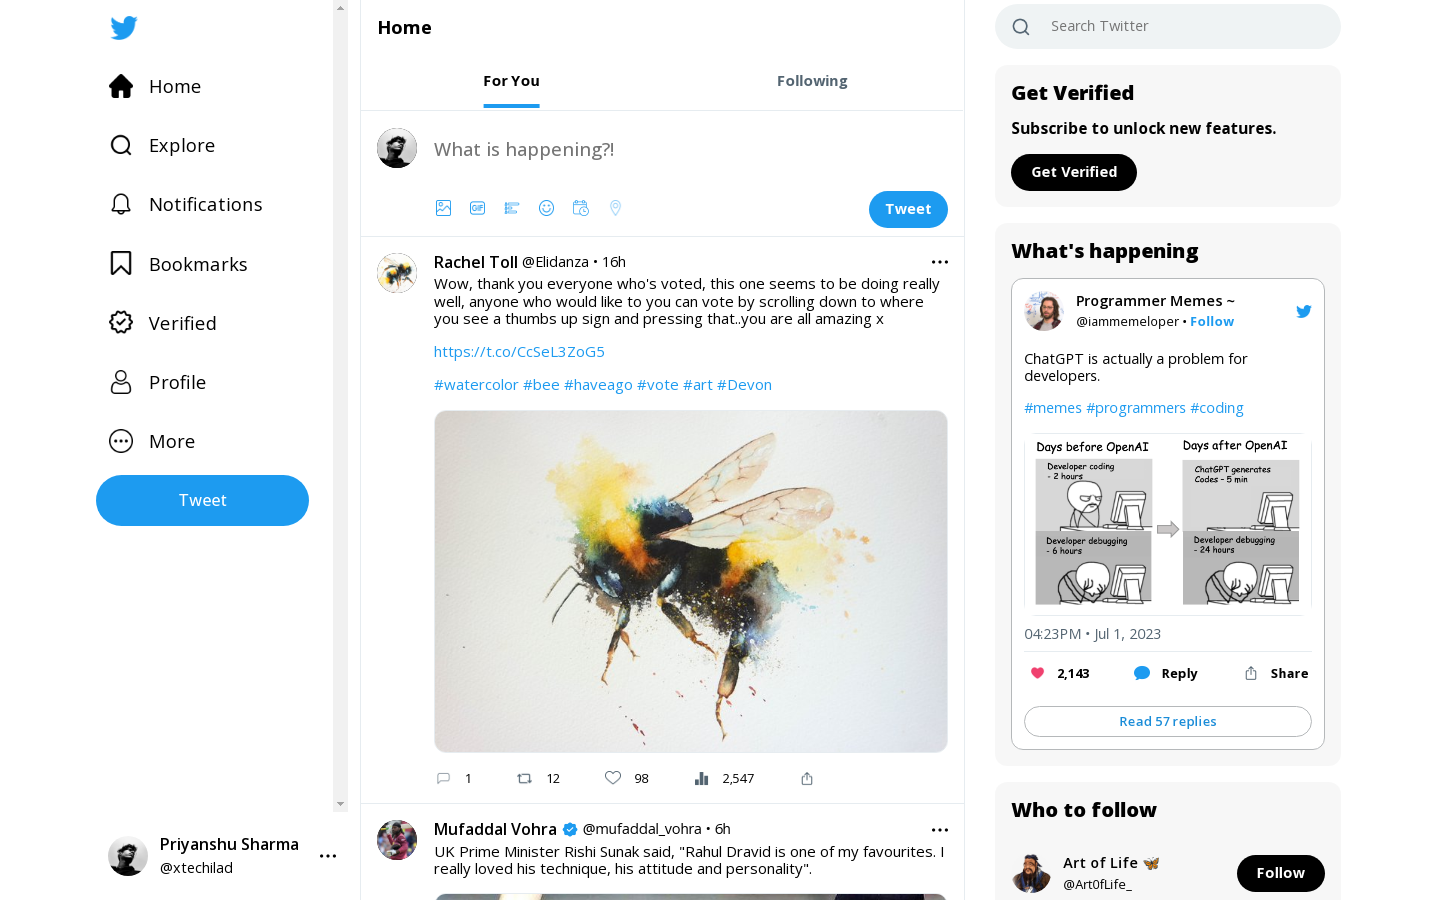 Home
Explore
Notifications
Bookmarks
Verified
Profile
More
Tweet
Priyanshu Sharma
@xtechilad
Home
For You
Following
What is happening?!
GIF
Tweet
Rachel Toll @Elidanza • 16h
Wow, thank you everyone who's voted, this one seems to be doing really
well, anyone who would like to you can vote by scrolling down to where
you see a thumbs up sign and pressing that..you are all amazing x
https://t.co/CcSeL3ZoG5
#watercolor #bee #haveago #vote #art #Devon
1
12
98
2,547
Mufaddal Vohra @mufaddal_vohra • 6h
UK Prime Minister Rishi Sunak said, "Rahul Dravid is one of my favourites. I
really loved his technique, his attitude and personality".
Search Twitter
Get Verified
Subscribe to unlock new features.
Get Verified
What's happening
Programmer Memes ~
@iammemeloper • Follow
ChatGPT is actually a problem for
developers.
#memes #programmers #coding
Days before OpenAI
Developer coding
- 2 hours
Developer debugging
- 6 hours
Days after OpenAI
ChatGPT generates
Codes - 5 min
Developer debugging
- 24 hours
04:23PM • Jul 1, 2023
2,143
Reply
Share
Read 57 replies
Who to follow
Art of Life 🦋
@Art0fLife_
Follow